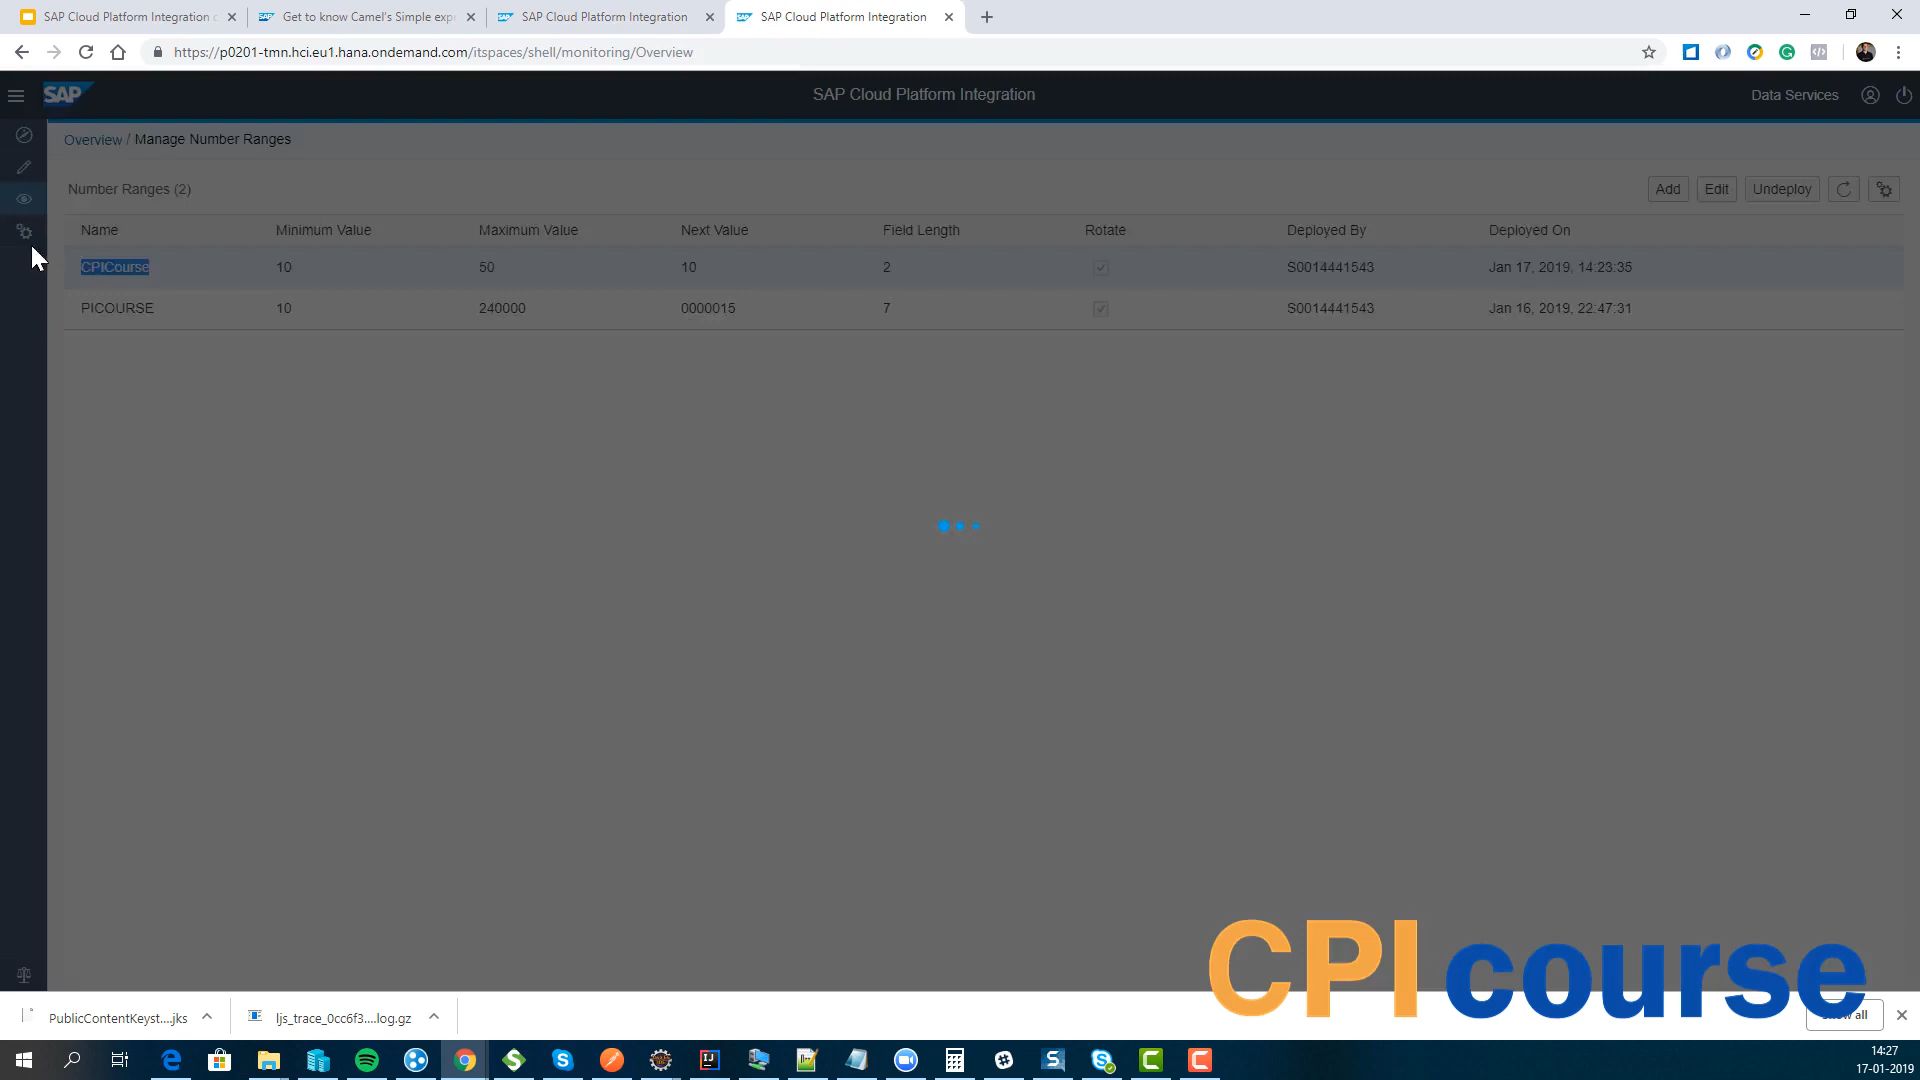 SAP Cloud Platform Integration
Get to know Camel's Simple exp
SAP Cloud Platform Integration
SAP Cloud Platform Integration
https://p0201-tmn.hci.eu1.hana.ondemand.com/itspaces/shell/monitoring/Overview
SAP
SAP Cloud Platform Integration
Data Services
Overview / Manage Number Ranges
Number Ranges (2)
Add Edit Undeploy
Name Minimum Value Maximum Value Next Value Field Length Rotate Deployed By Deployed On
CPICourse 10 50 10 2 S0014441543 Jan 17, 2019, 14:23:35
PICOURSE 10 240000 0000015 7 S0014441543 Jan 16, 2019, 22:47:31
CPI course
PublicContentKeyst....jks
ljs_trace_0cc6f3....log.gz
all
14:27
17-01-2019